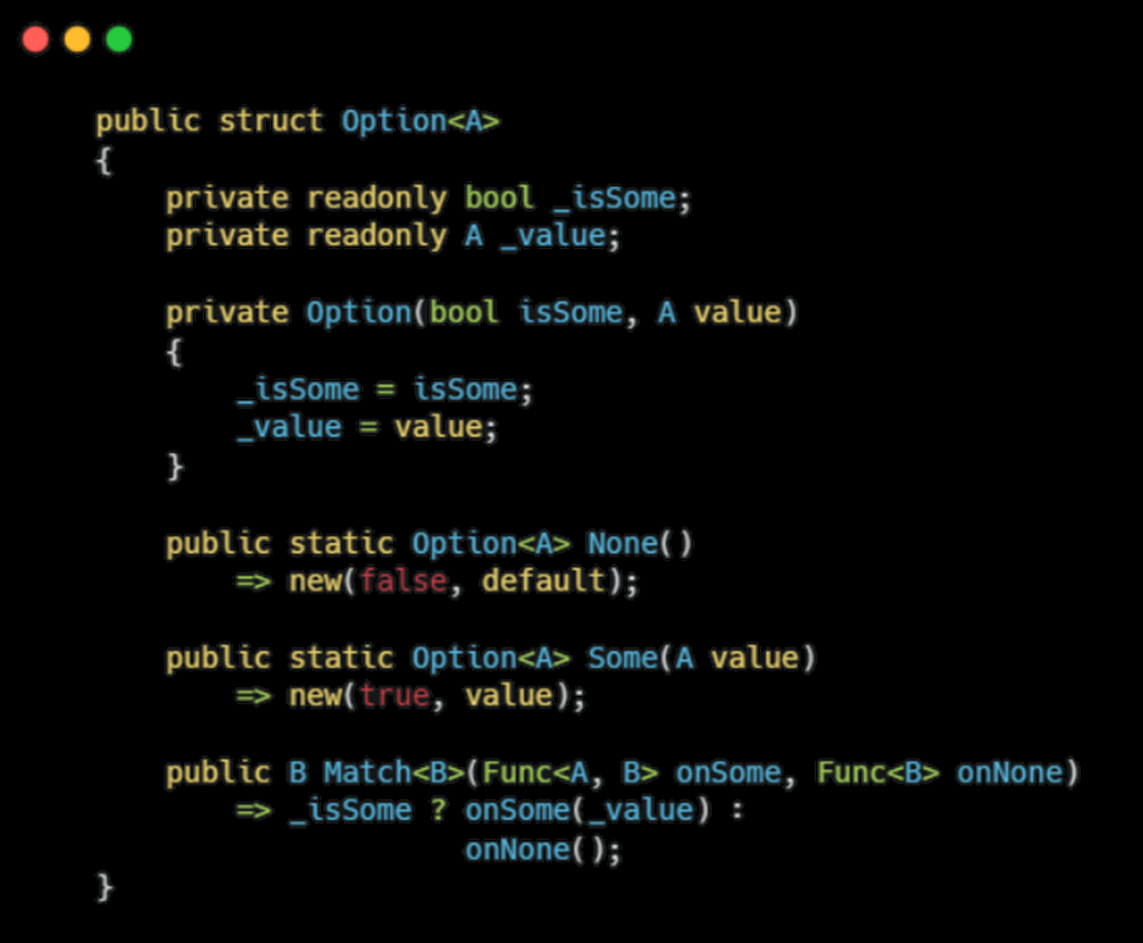 public struct Option<A>
{
    private readonly bool _isSome;
    private readonly A _value;

    private Option(bool isSome, A value)
    {
        _isSome = isSome;
        _value = value;
    }

    public static Option<A> None()
        => new(false, default);

    public static Option<A> Some(A value)
        => new(true, value);

    public B Match<B>(Func<A, B> onSome, Func<B> onNone)
        => _isSome ? onSome(_value) :
                     onNone();
}